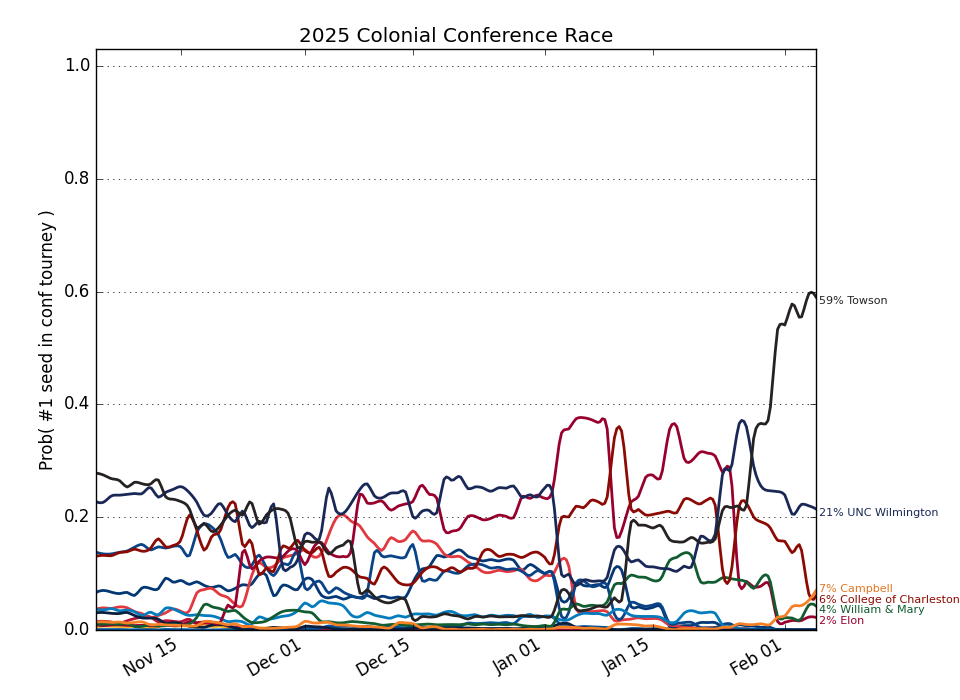 2025 Colonial Conference Race
1.0
0.8
0.6
0.4
0.2
0.0
Prob( #1 seed in conf tourney )
59% Towson
21% UNC Wilmington
7% Campbell
6% College of Charleston
4% William & Mary
2% Elon
Nov 15
Dec 01
Dec 15
Jan 01
Jan 15
Feb 01